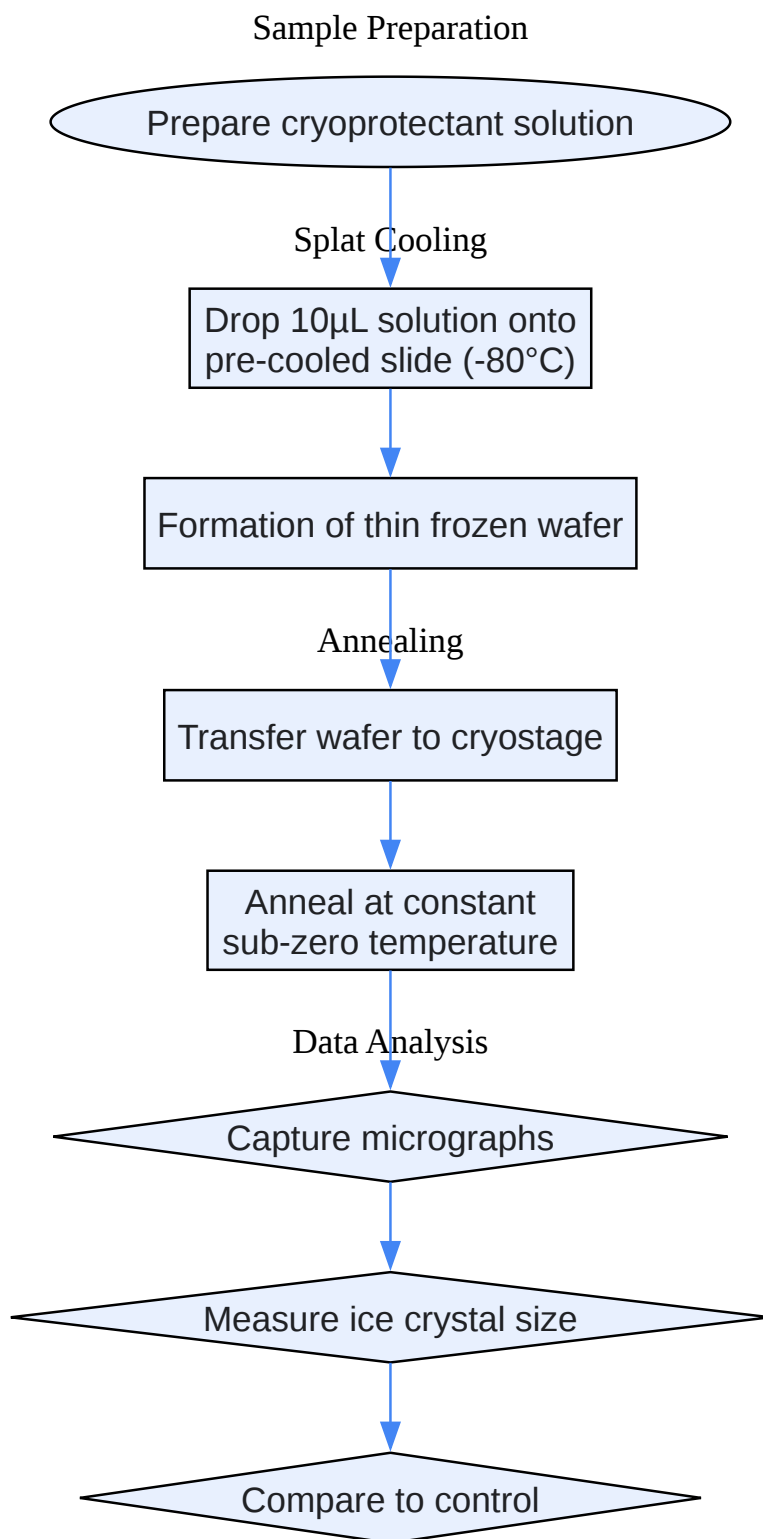 Sample Preparation
Prepare cryoprotectant solution
Splat Cooling
Drop 10µL solution onto
pre-cooled slide (-80°C)
Formation of thin frozen wafer
Annealing
Transfer wafer to cryostage
Anneal at constant
sub-zero temperature
Data Analysis
Capture micrographs
Measure ice crystal size
Compare to control